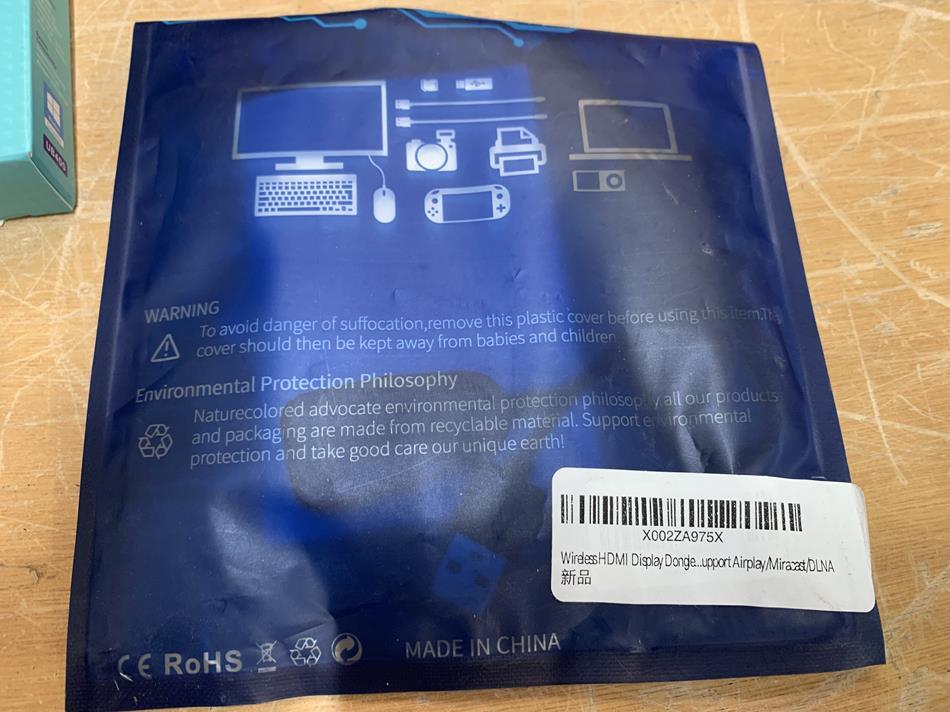 UB400
WARNING
To avoid danger of suffocation,remove this plastic cover before using this item.This
cover should then be kept away from babies and children
Environmental Protection Philosophy
Naturecolored advocate environmental protection philosophy all our products
and packaging are made from recyclable material. Support environmental
protection and take good care our unique earth!
X002ZA975X
Wireless HDMI Display Dongle...upport Airplay/Miracast/DLNA
新品
CE RoHS
MADE IN CHINA